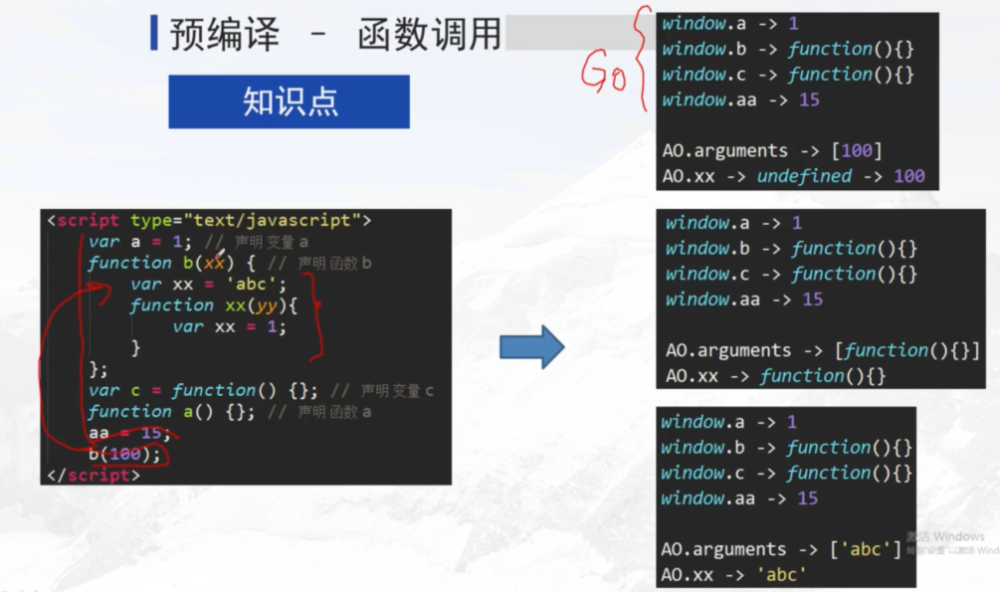 预编译 - 函数调用
知识点
<script type="text/javascript">
var a = 1; // 声明变量a
function b(xx) { // 声明函数b
var xx = 'abc';
function xx(yy){
var xx = 1;
}
};
var c = function() {}; // 声明变量c
function a() {}; // 声明函数a
aa = 15;
b(100);
</script>
GO
window.a -> 1
window.b -> function(){}
window.c -> function(){}
window.aa -> 15
AO.arguments -> [100]
AO.xx -> undefined -> 100
window.a -> 1
window.b -> function(){}
window.c -> function(){}
window.aa -> 15
AO.arguments -> [function(){}]
AO.xx -> function(){}
window.a -> 1
window.b -> function(){}
window.c -> function(){}
window.aa -> 15
AO.arguments -> ['abc']
AO.xx -> 'abc'
激活 Windows
转到"设置"以激活 Wind